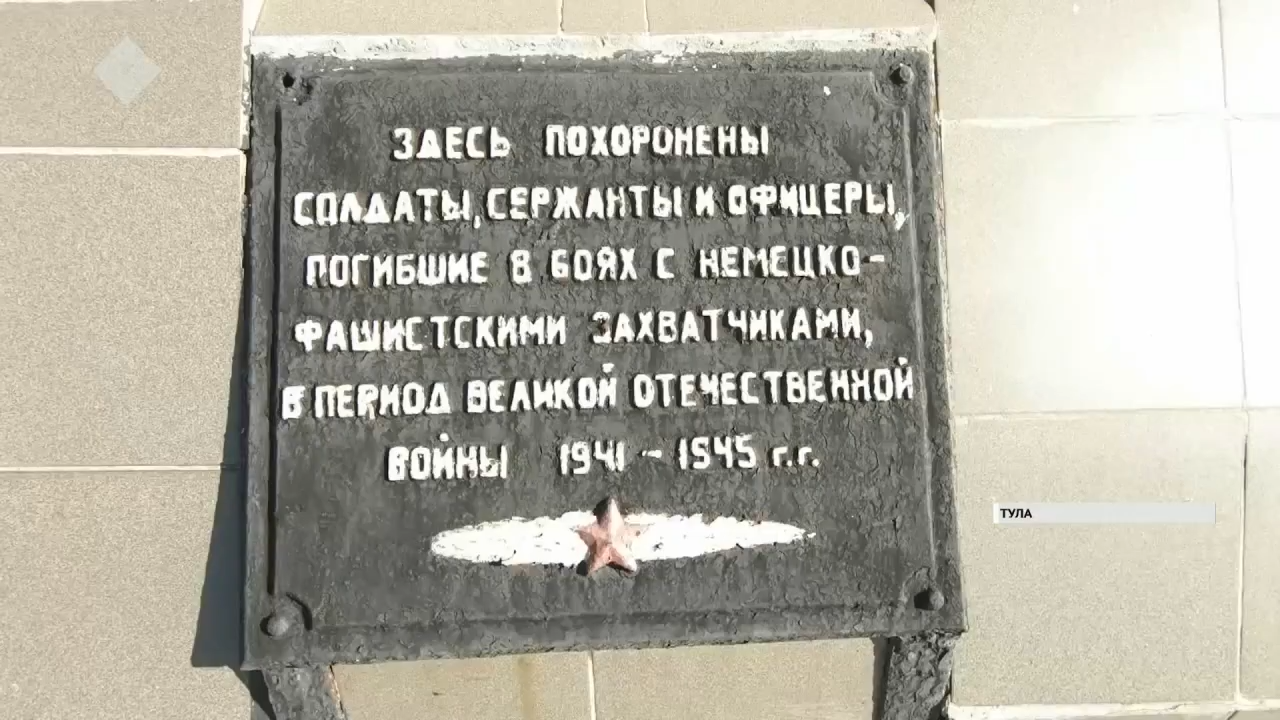 ЗДЕСЬ ПОХОРОНЕНЫ
СОЛДАТЫ, СЕРЖАНТЫ И ОФИЦЕРЫ,
ПОГИБШИЕ В БОЯХ С НЕМЕЦКО-
ФАШИСТСКИМИ ЗАХВАТЧИКАМИ,
В ПЕРИОД ВЕЛИКОЙ ОТЕЧЕСТВЕННОЙ
ВОЙНЫ 1941 - 1945 г.г.
ТУЛА